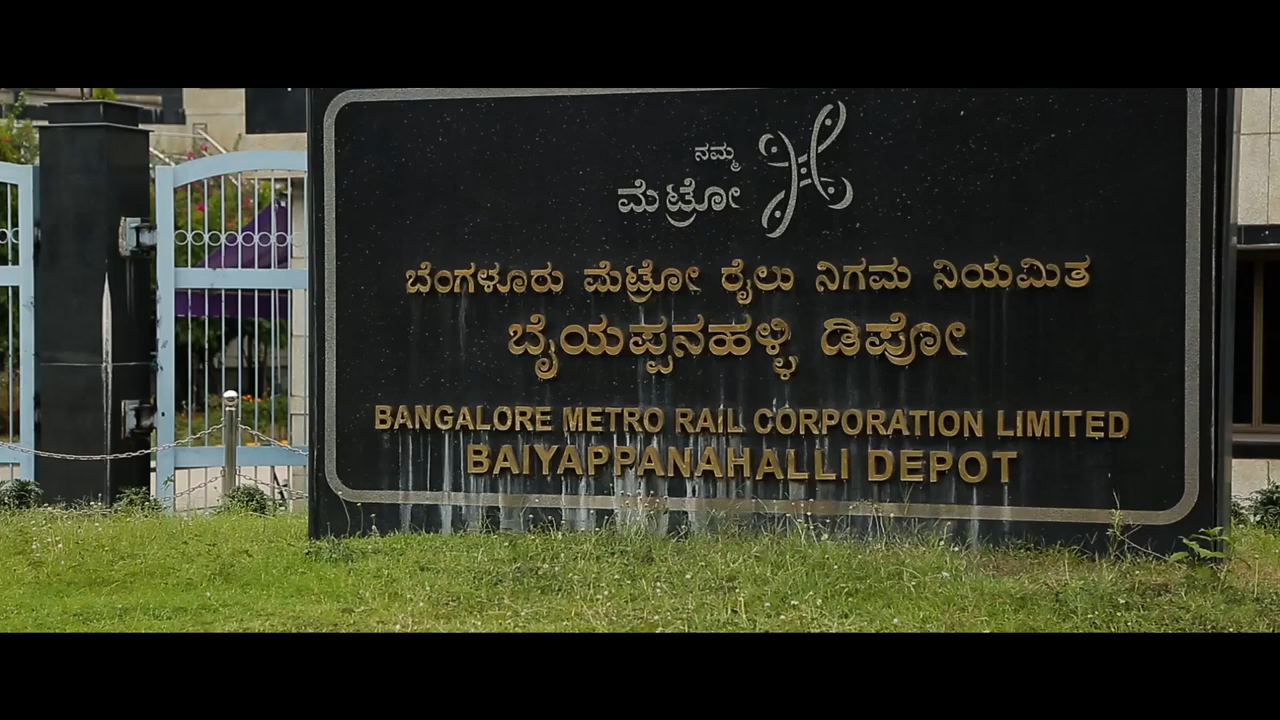 ನಮ್ಮ
ಮೆಟ್ರೋ
ಬೆಂಗಳೂರು ಮೆಟ್ರೋ ರೈಲು ನಿಗಮ ನಿಯಮಿತ
ಬೈಯಪ್ಪನಹಳ್ಳಿ ಡಿಪೋ
BANGALORE METRO RAIL CORPORATION LIMITED
BAIYAPPANAHALLI DEPOT